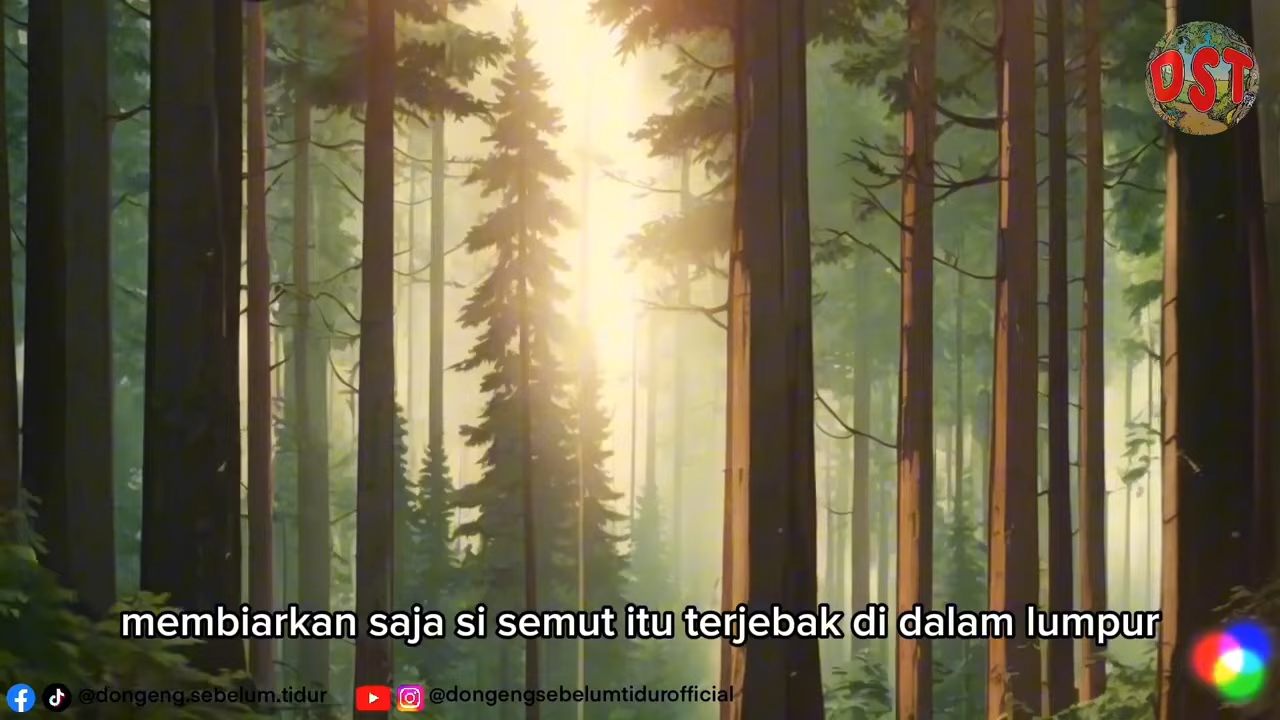 DST
membiarkan saja si semut itu terjebak di dalam lumpur
@dongeng.sebelum.tidur @dongengsebelumtidurofficial